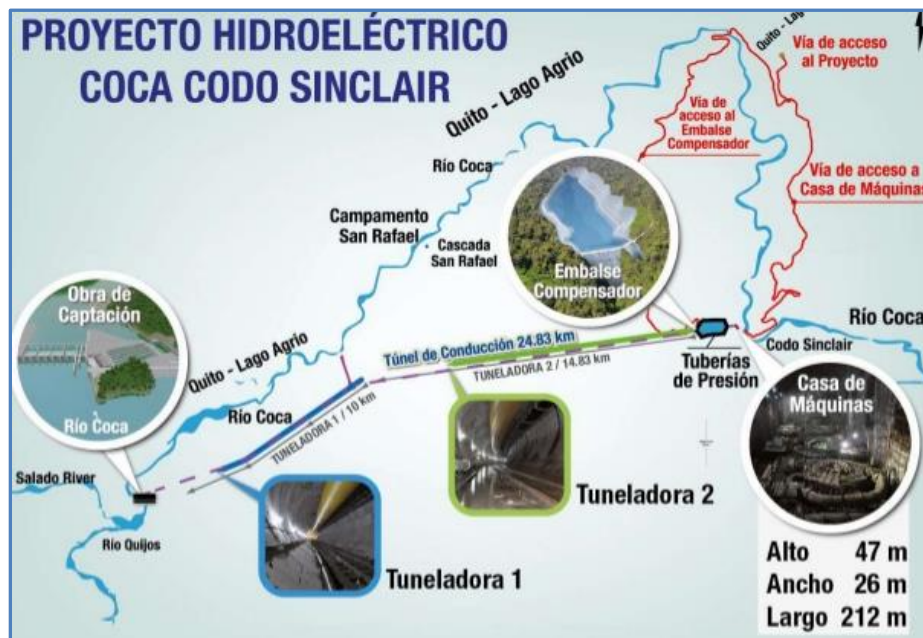 PROYECTO HIDROELÉCTRICO
COCA CODO SINCLAIR
Quito - Lago Agrio
Quito - Lag
Vía de acceso
al Proyecto
Vía de
acceso al
Embalse
Compensador
Vía de acceso a
Casa de Máquinas
Río Coca
Campamento
San Rafael
Cascada
San Rafael
Embalse
Compensador
Obra de
Captación
Río Coca
Quito - Lago Agrio
Río Coca
Túnel de Conducción 24.83 km
TUNELADORA 2 / 14.83 km
TUNELADORA 1 / 10 km
Tuberías
de Presión
Río Coca
Codo Sinclair
Casa de
Máquinas
Salado River
Río Quijos
Tuneladora 1
Tuneladora 2
Alto 47 m
Ancho 26 m
Largo 212 m